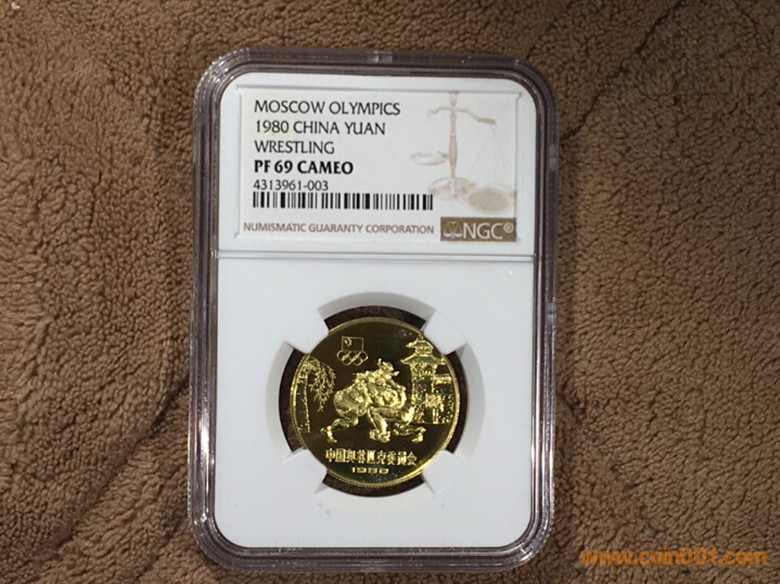 MOSCOW OLYMPICS
1980 CHINA YUAN
WRESTLING
PF 69 CAMEO
4313961-003
NUMISMATIC GUARANTY CORPORATION
NGC®
中国奥林匹克委员会
1980
www.coin001.com